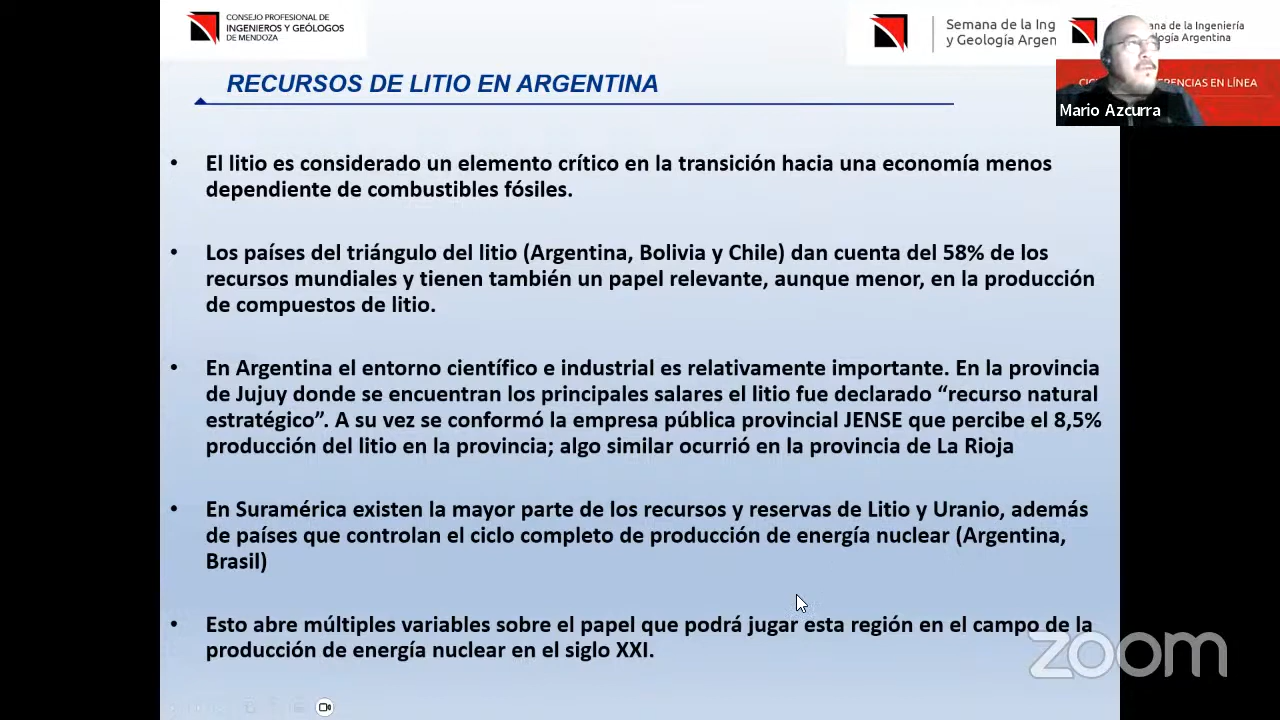 CONSEJO PROFESIONAL DE
INGENIEROS Y GEÓLOGOS
DE MENDOZA
Semana de la Ing
y Geología Argen
ana de la Ingeniería
logía Argentina
CIC
ERENCIAS EN LÍNEA
Mario Azcurra
RECURSOS DE LITIO EN ARGENTINA
• El litio es considerado un elemento crítico en la transición hacia una economía menos
dependiente de combustibles fósiles.
• Los países del triángulo del litio (Argentina, Bolivia y Chile) dan cuenta del 58% de los
recursos mundiales y tienen también un papel relevante, aunque menor, en la producción
de compuestos de litio.
• En Argentina el entorno científico e industrial es relativamente importante. En la provincia
de Jujuy donde se encuentran los principales salares el litio fue declarado “recurso natural
estratégico”. A su vez se conformó la empresa pública provincial JENSE que percibe el 8,5%
producción del litio en la provincia; algo similar ocurrió en la provincia de La Rioja
• En Suramérica existen la mayor parte de los recursos y reservas de Litio y Uranio, además
de países que controlan el ciclo completo de producción de energía nuclear (Argentina,
Brasil)
• Esto abre múltiples variables sobre el papel que podrá jugar esta región en el campo de la
producción de energía nuclear en el siglo XXI.
zoom